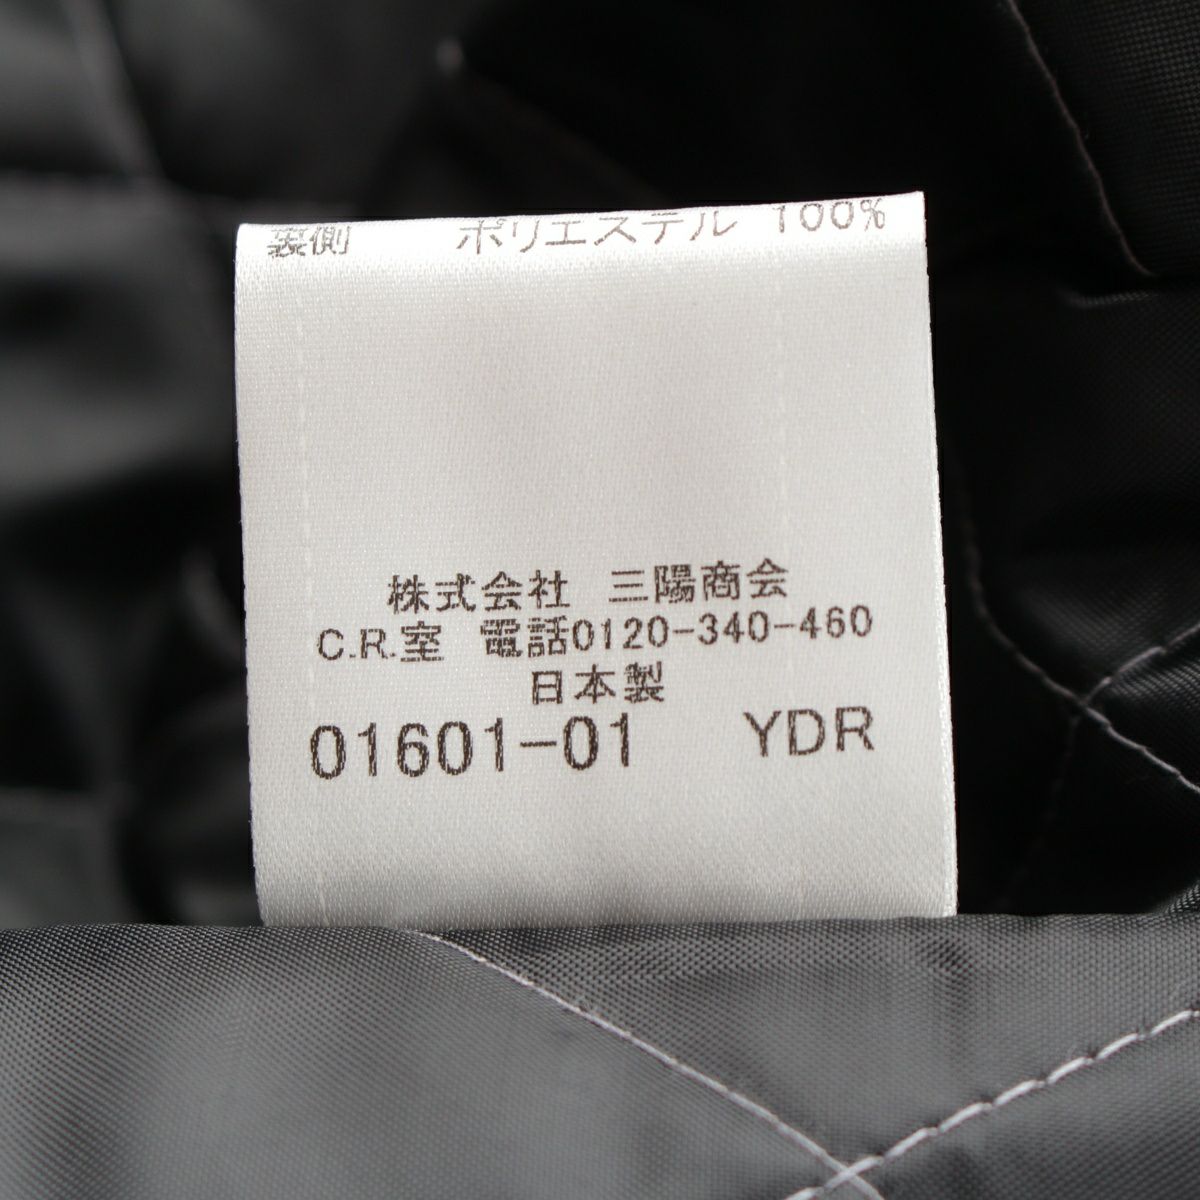 裏側 ポリエステル 100%
株式会社 三陽商会
C.R.室 電話0120-340-460
日本製
01601-01 YDR